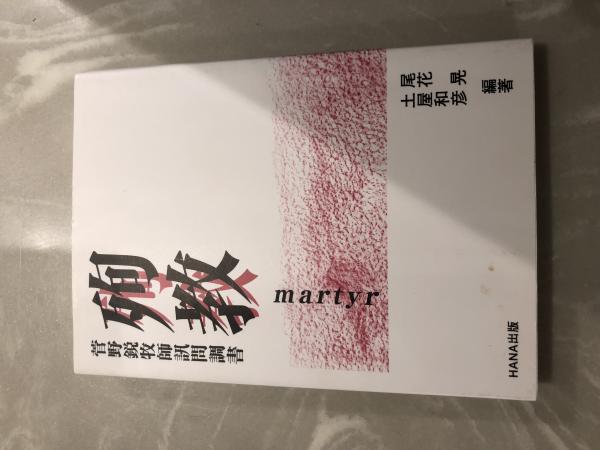 殉教
martyr
菅野鋭牧師訊問調書
尾花 晃
土屋和彦
編著
HANA出版